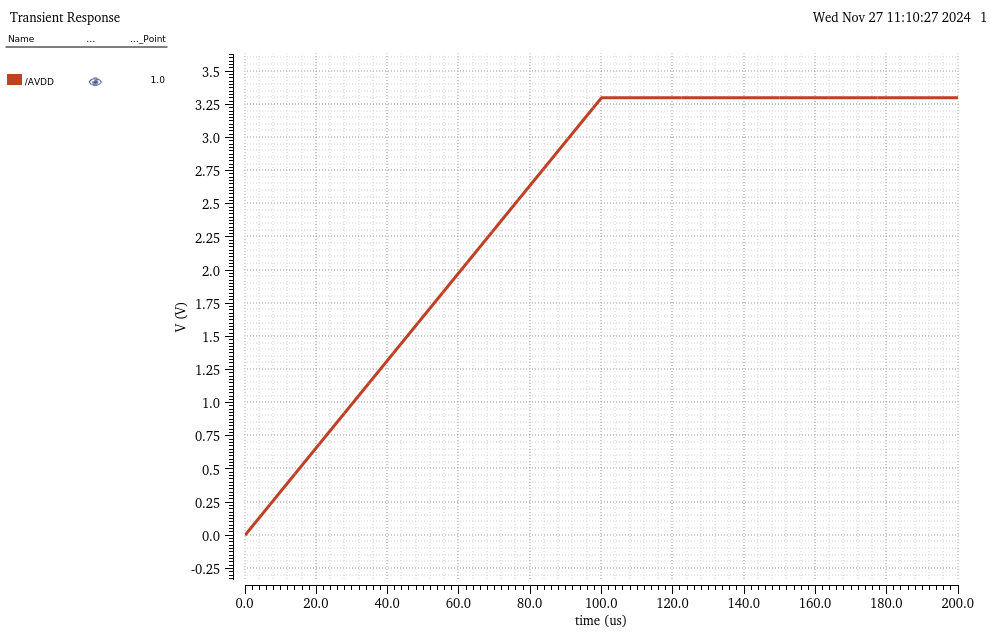 Transient Response
Wed Nov 27 11:10:27 2024 1
Name ... ..._Point
/AVDD 1.0
V (V)
3.5
3.25
3.0
2.75
2.5
2.25
2.0
1.75
1.5
1.25
1.0
0.75
0.5
0.25
0.0
-0.25
0.0 20.0 40.0 60.0 80.0 100.0 120.0 140.0 160.0 180.0 200.0
time (us)